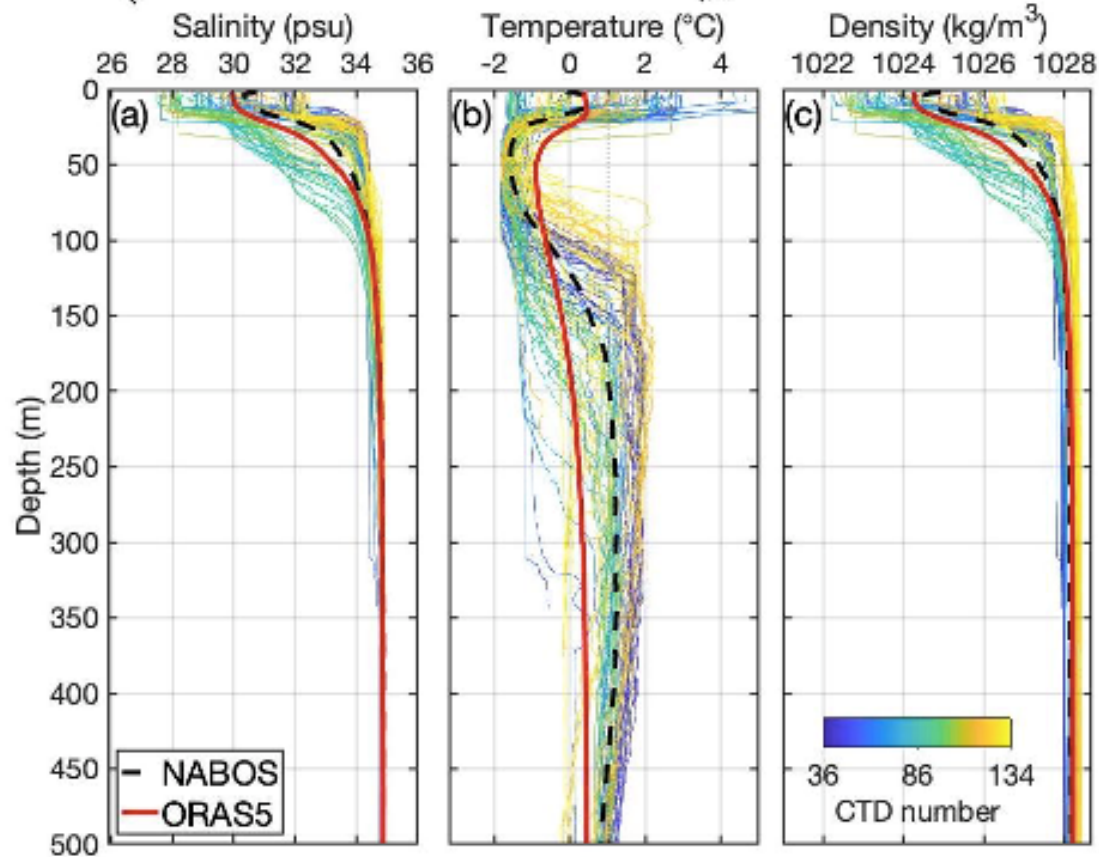 Salinity (psu) Temperature (°C) Density (kg/m³)
26 28 30 32 34 36 -2 0 2 4 1022 1024 1026 1028
0
(a) (b) (c)
50
100
150
200
250
300
350
400
450
500
Depth (m)
NABOS
ORAS5
36 86 134
CTD number